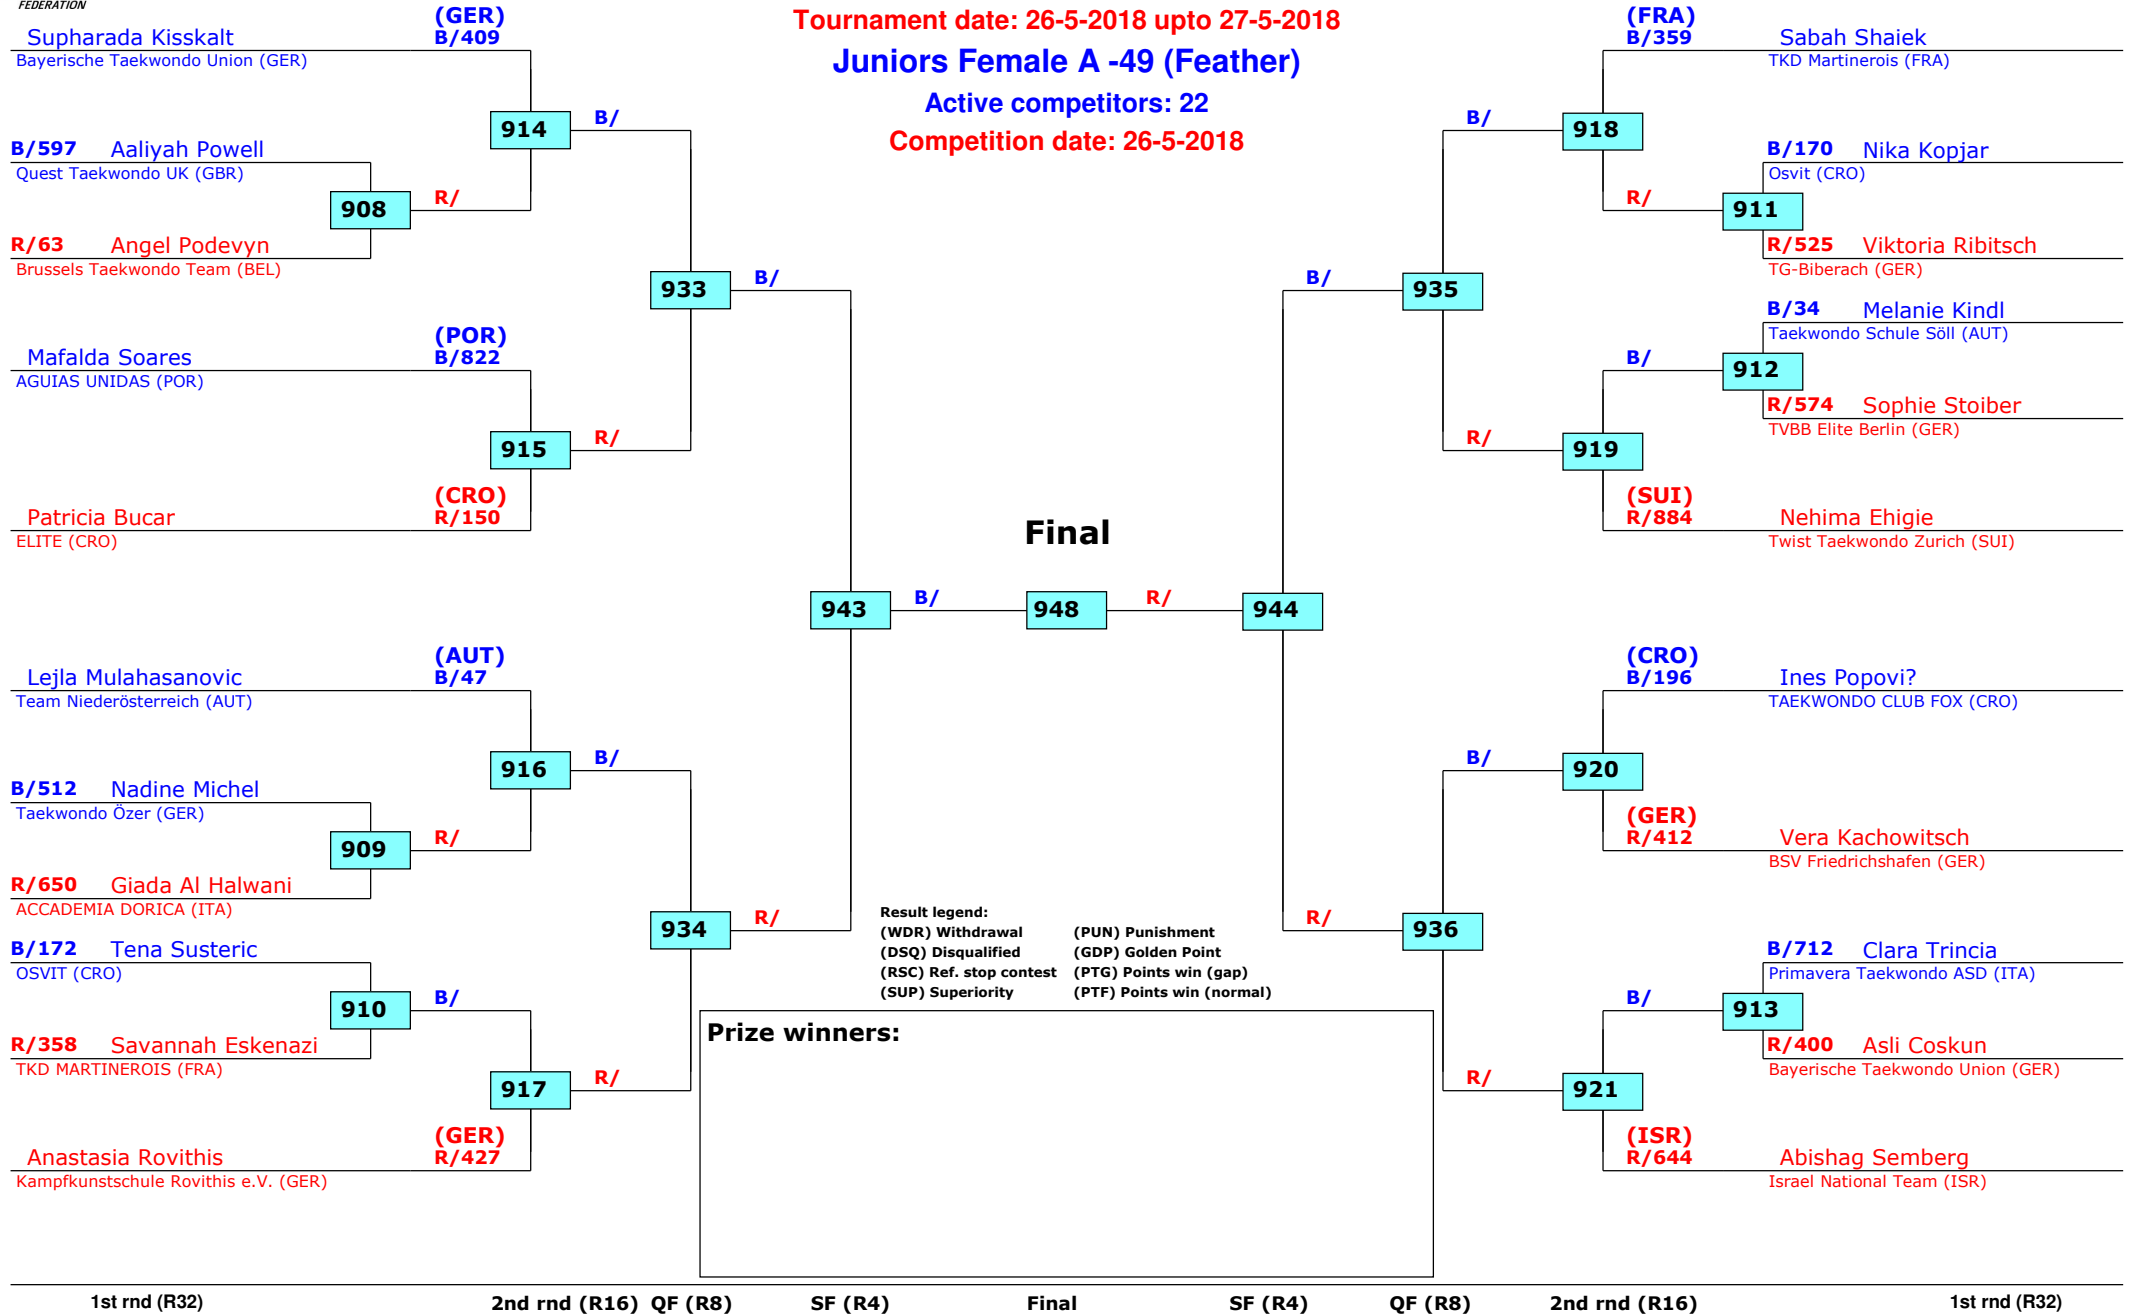 FEDERATION
Tournament date: 26-5-2018 upto 27-5-2018
Juniors Female A -49 (Feather)
Active competitors: 22
Competition date: 26-5-2018
(GER)
Supharada Kisskalt B/409
Bayerische Taekwondo Union (GER)
914 B/
B/597 Aaliyah Powell
Quest Taekwondo UK (GBR)
908 R/
R/63 Angel Podevyn
Brussels Taekwondo Team (BEL)
933 B/
(POR)
Mafalda Soares B/822
AGUIAS UNIDAS (POR)
915 R/
(CRO)
Patricia Bucar R/150
ELITE (CRO)
943 B/
(AUT)
Lejla Mulahasanovic B/47
Team Niederösterreich (AUT)
916 B/
B/512 Nadine Michel
Taekwondo Özer (GER)
909 R/
R/650 Giada Al Halwani
ACCADEMIA DORICA (ITA)
934 R/
B/172 Tena Susteric
OSVIT (CRO)
910 B/
R/358 Savannah Eskenazi
TKD MARTINEROIS (FRA)
917 R/
(GER)
Anastasia Rovithis R/427
Kampfkunstschule Rovithis e.V. (GER)
Final
948
(FRA)
B/359 Sabah Shaiek
TKD Martinerois (FRA)
B/ 918
B/170 Nika Kopjar
Osvit (CRO)
R/ 911
R/525 Viktoria Ribitsch
TG-Biberach (GER)
B/ 935
B/34 Melanie Kindl
Taekwondo Schule Söll (AUT)
B/ 912
R/574 Sophie Stoiber
TVBB Elite Berlin (GER)
R/ 919
(SUI)
R/884 Nehima Ehigie
Twist Taekwondo Zurich (SUI)
R/ 944
(CRO)
B/196 Ines Popovi?
TAEKWONDO CLUB FOX (CRO)
B/ 920
(GER)
R/412 Vera Kachowitsch
BSV Friedrichshafen (GER)
R/ 936
B/712 Clara Trincia
Primavera Taekwondo ASD (ITA)
B/ 913
R/400 Asli Coskun
Bayerische Taekwondo Union (GER)
R/ 921
(ISR)
R/644 Abishag Semberg
Israel National Team (ISR)
Result legend:
(WDR) Withdrawal (PUN) Punishment
(DSQ) Disqualified (GDP) Golden Point
(RSC) Ref. stop contest (PTG) Points win (gap)
(SUP) Superiority (PTF) Points win (normal)
Prize winners:
1st rnd (R32) 2nd rnd (R16) QF (R8) SF (R4) Final SF (R4) QF (R8) 2nd rnd (R16) 1st rnd (R32)